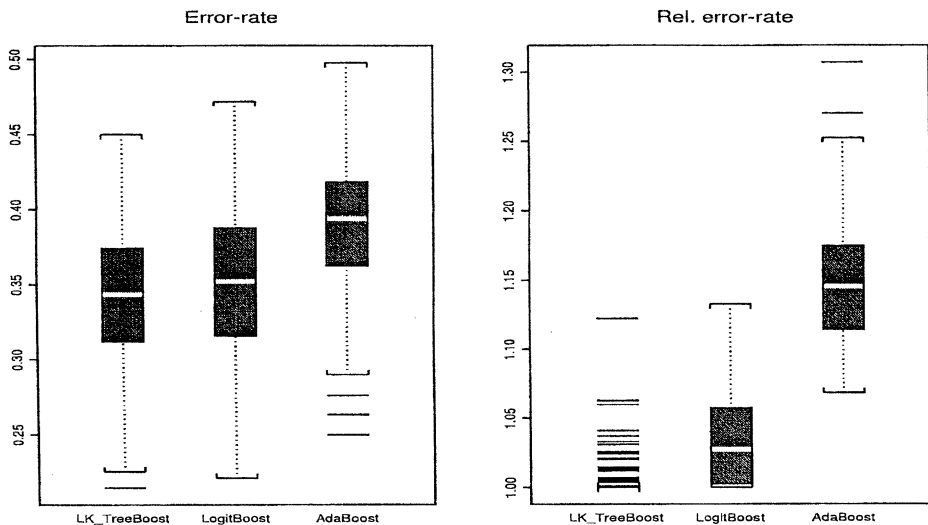 Error-rate
Rel. error-rate
0.50
0.45
0.40
0.35
0.30
0.25
LK_TreeBoost
LogitBoost
AdaBoost
1.30
1.25
1.20
1.15
1.10
1.05
1.00
LK_TreeBoost
LogitBoost
AdaBoost